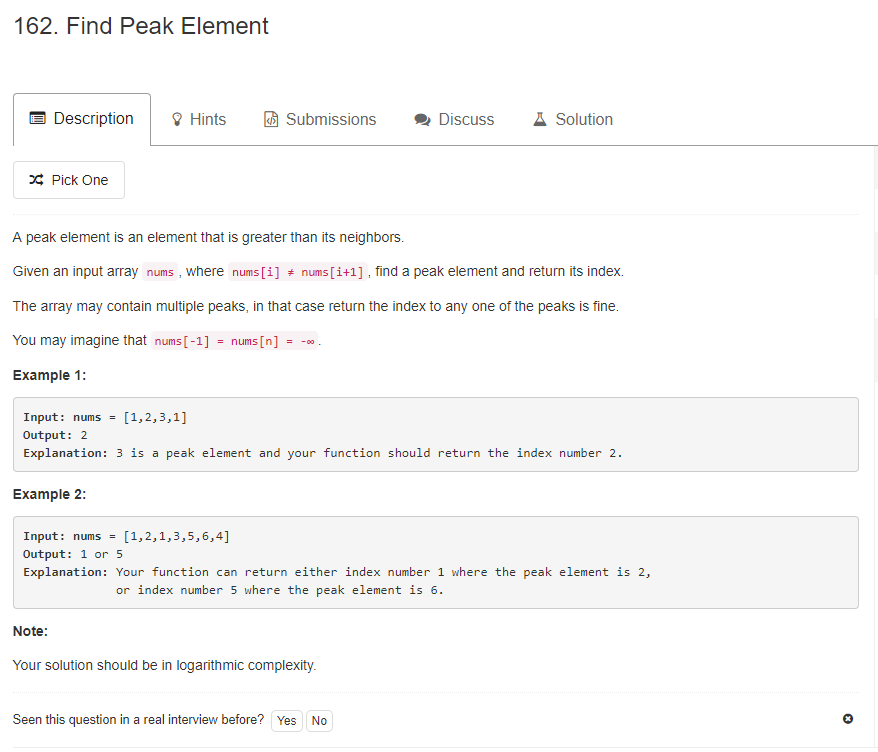 162. Find Peak Element
Description
Hints
Submissions
Discuss
Solution
Pick One
A peak element is an element that is greater than its neighbors.
Given an input array nums, where nums[i] ≠ nums[i+1], find a peak element and return its index.
The array may contain multiple peaks, in that case return the index to any one of the peaks is fine.
You may imagine that nums[-1] = nums[n] = -∞.
Example 1:
Input: nums = [1,2,3,1]
Output: 2
Explanation: 3 is a peak element and your function should return the index number 2.
Example 2:
Input: nums = [1,2,1,3,5,6,4]
Output: 1 or 5
Explanation: Your function can return either index number 1 where the peak element is 2,
or index number 5 where the peak element is 6.
Note:
Your solution should be in logarithmic complexity.
Seen this question in a real interview before? Yes No